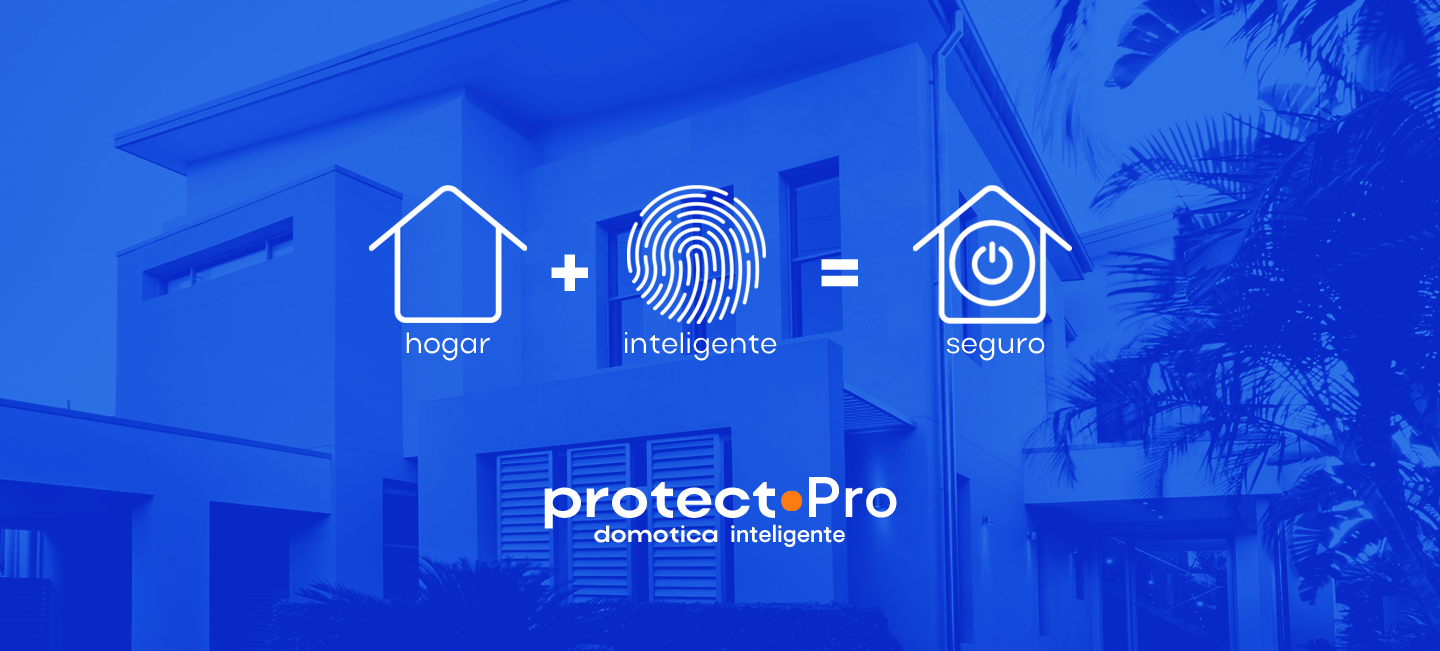 hogar + inteligente = seguro
protect•Pro
domotica inteligente